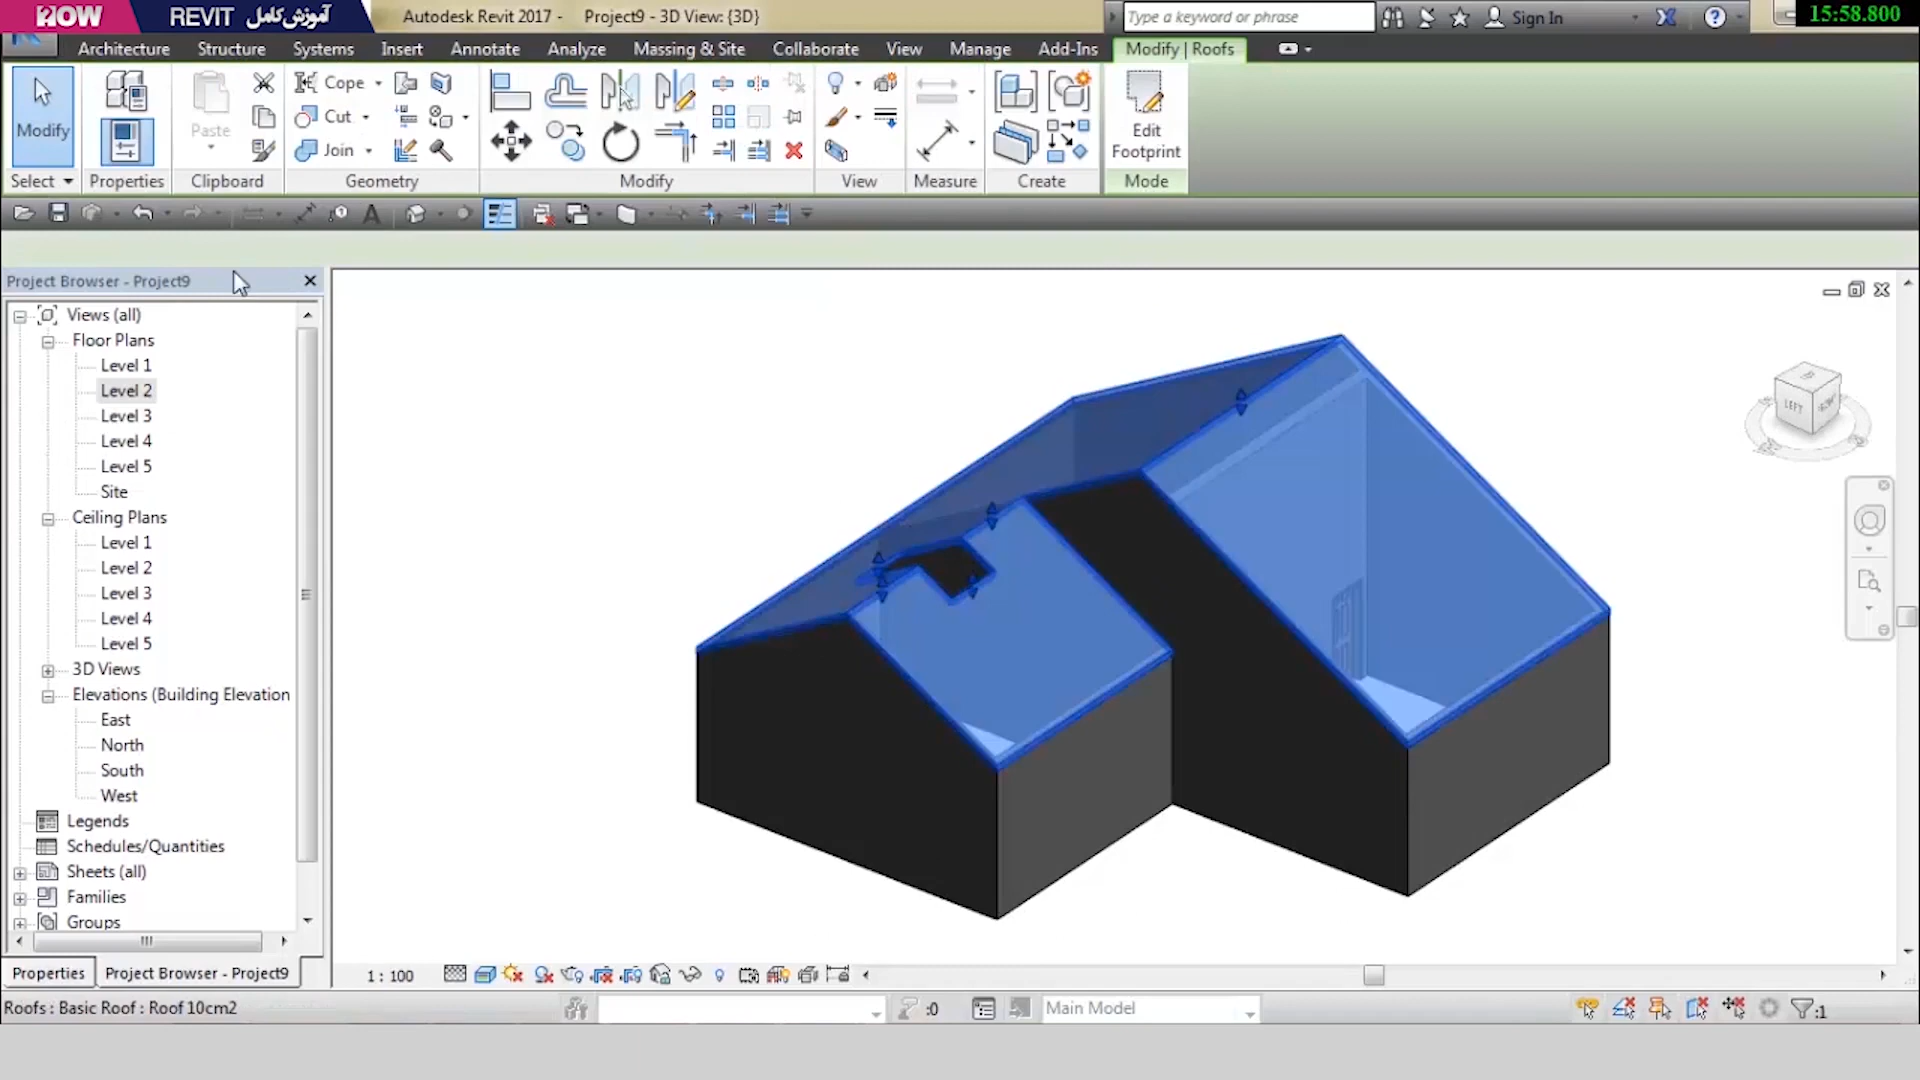 2NOW
REVIT آموزش کامل
Autodesk Revit 2017 - Project9 - 3D View: {3D}
Type a keyword or phrase
Sign In
15:58.800
Architecture Structure Systems Insert Annotate Analyze Massing & Site Collaborate View Manage Add-Ins Modify | Roofs
Modify
Paste
Cope
Cut
Join
Edit
Footprint
Select Properties Clipboard Geometry Modify View Measure Create Mode
Project Browser - Project9
Views (all)
Floor Plans
Level 1
Level 2
Level 3
Level 4
Level 5
Site
Ceiling Plans
Level 1
Level 2
Level 3
Level 4
Level 5
3D Views
Elevations (Building Elevation
East
North
South
West
Legends
Schedules/Quantities
Sheets (all)
Families
Groups
LEFT
Properties Project Browser - Project9
1 : 100
Roofs : Basic Roof : Roof 10cm2
:0
Main Model
:1